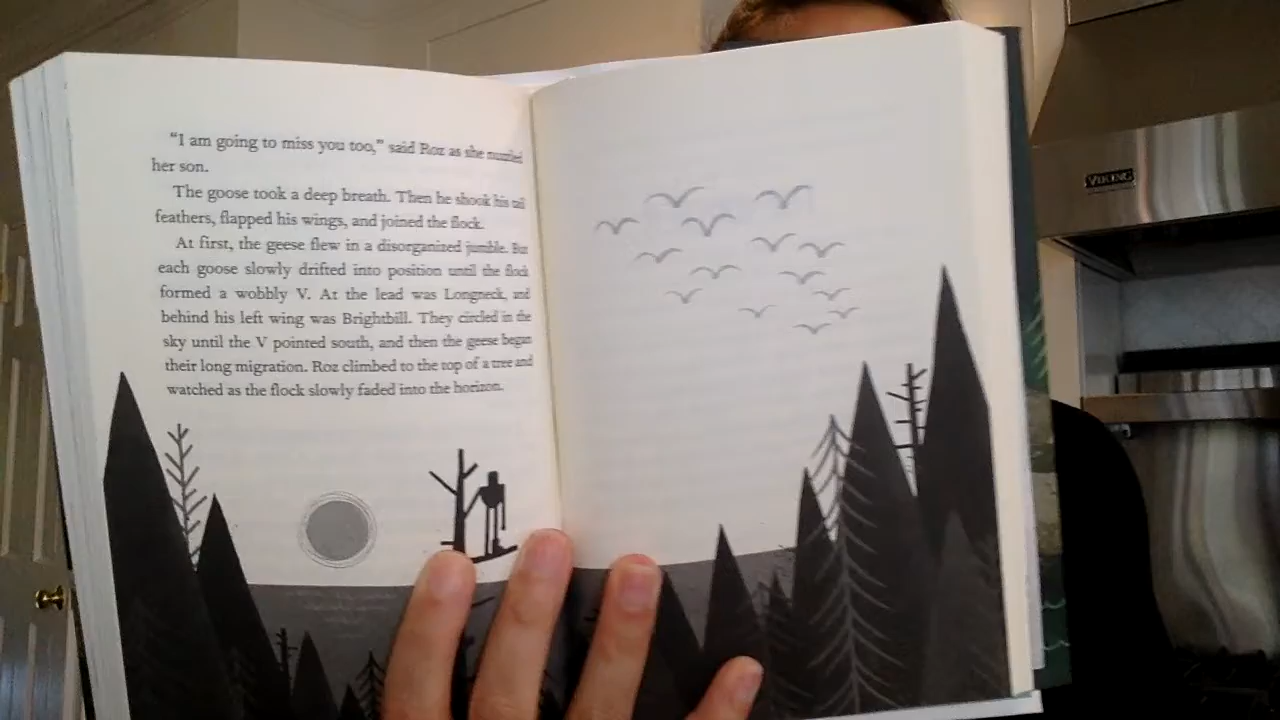 “I am going to miss you too,” said Roz as she nuzzled
her son.
The goose took a deep breath. Then he shook his tail
feathers, flapped his wings, and joined the flock.
At first, the geese flew in a disorganized jumble. But
each goose slowly drifted into position until the flock
formed a wobbly V. At the lead was Longneck, and
behind his left wing was Brightbill. They circled in the
sky until the V pointed south, and then the geese began
their long migration. Roz climbed to the top of a tree and
watched as the flock slowly faded into the horizon.
VIKING